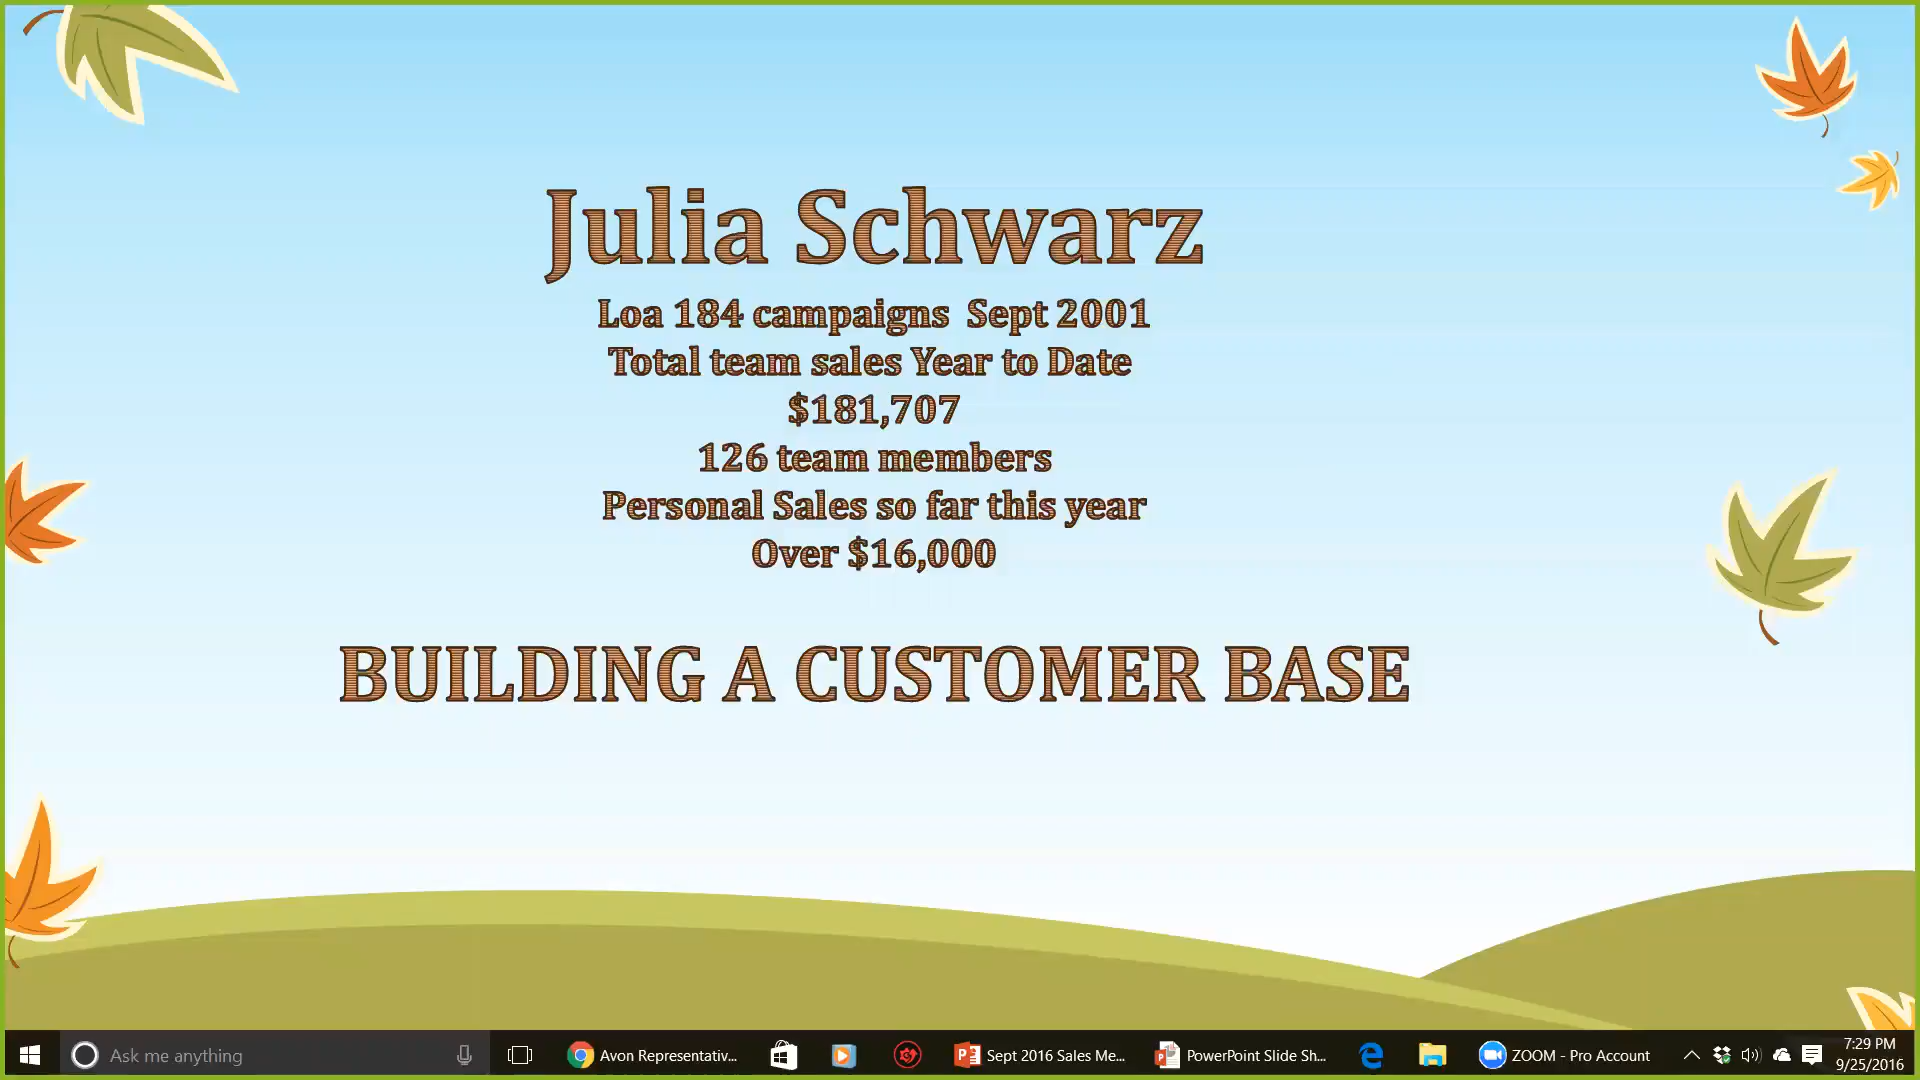 Julia Schwarz
Loa 184 campaigns  Sept 2001
Total team sales Year to Date
$181,707
126 team members
Personal Sales so far this year
Over $16,000
BUILDING A CUSTOMER BASE
Ask me anything
Avon Representativ...
Sept 2016 Sales Me...
PowerPoint Slide Sh...
ZOOM - Pro Account
7:29 PM
9/25/2016